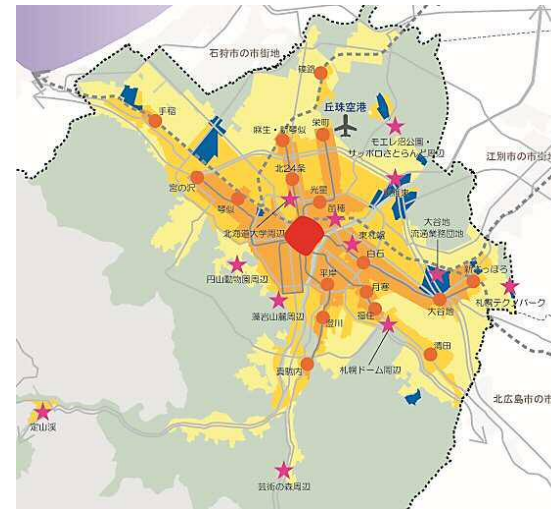 石狩市の市街地
篠路
丘珠空港
手稲
麻生・新琴似
栄町
モエレ沼公園・
サッポロさとらんど周辺
江別市の市街
北24条
宮の沢
光星
琴似
苗穂
大谷地
流通業務団地
北海道大学周辺
東札幌
白石
新さっぽろ
円山動物園周辺
平岸
月寒
大谷地
札幌テクノパーク
藻岩山麓周辺
福住
澄川
清田
真駒内
札幌ドーム周辺
北広島市の市
定山渓
芸術の森周辺